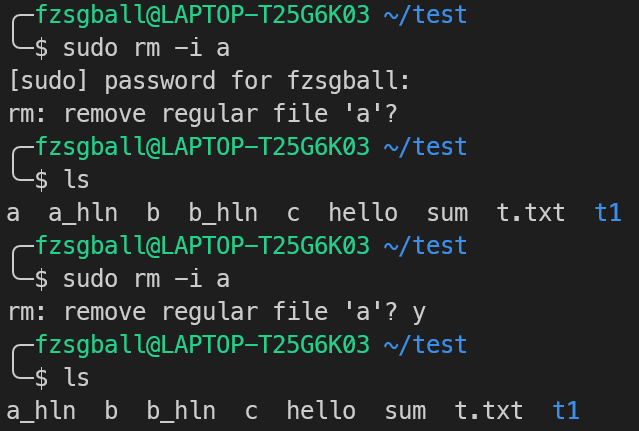 ╭─fzsgball@LAPTOP-T25G6K03 ~/test
╰─$ sudo rm -i a
[sudo] password for fzsgball:
rm: remove regular file 'a'?
╭─fzsgball@LAPTOP-T25G6K03 ~/test
╰─$ ls
a  a_hln  b  b_hln  c  hello  sum  t.txt  t1
╭─fzsgball@LAPTOP-T25G6K03 ~/test
╰─$ sudo rm -i a
rm: remove regular file 'a'? y
╭─fzsgball@LAPTOP-T25G6K03 ~/test
╰─$ ls
a_hln  b  b_hln  c  hello  sum  t.txt  t1